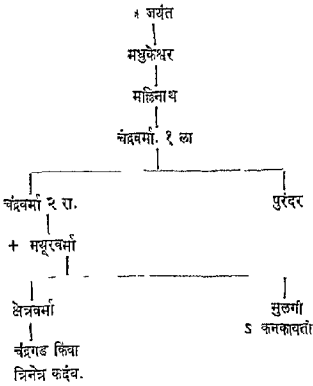 * जयंत
मधुकेश्वर
मल्लिनाथ
चंद्रवर्मा. १ ला
चंद्रवर्मा २ रा. पुरंदर
+ मयूरवर्मा
क्षेत्रवर्मा मुलगी
चंद्रगड किंवा S कनकावती
त्रिनेत्र कदंब.